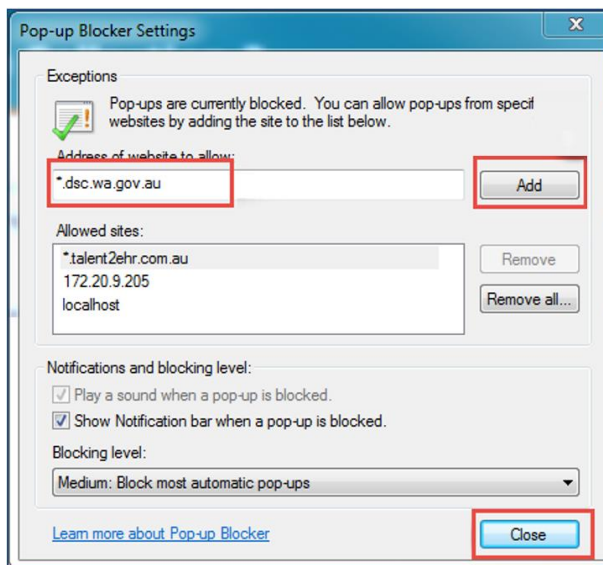 Pop-up Blocker Settings
Exceptions
Pop-ups are currently blocked. You can allow pop-ups from specif
websites by adding the site to the list below.
Address of website to allow:
*.dsc.wa.gov.au
Add
Allowed sites:
*.talent2ehr.com.au
172.20.9.205
localhost
Remove
Remove all...
Notifications and blocking level:
Play a sound when a pop-up is blocked.
Show Notification bar when a pop-up is blocked.
Blocking level:
Medium: Block most automatic pop-ups
Learn more about Pop-up Blocker
Close